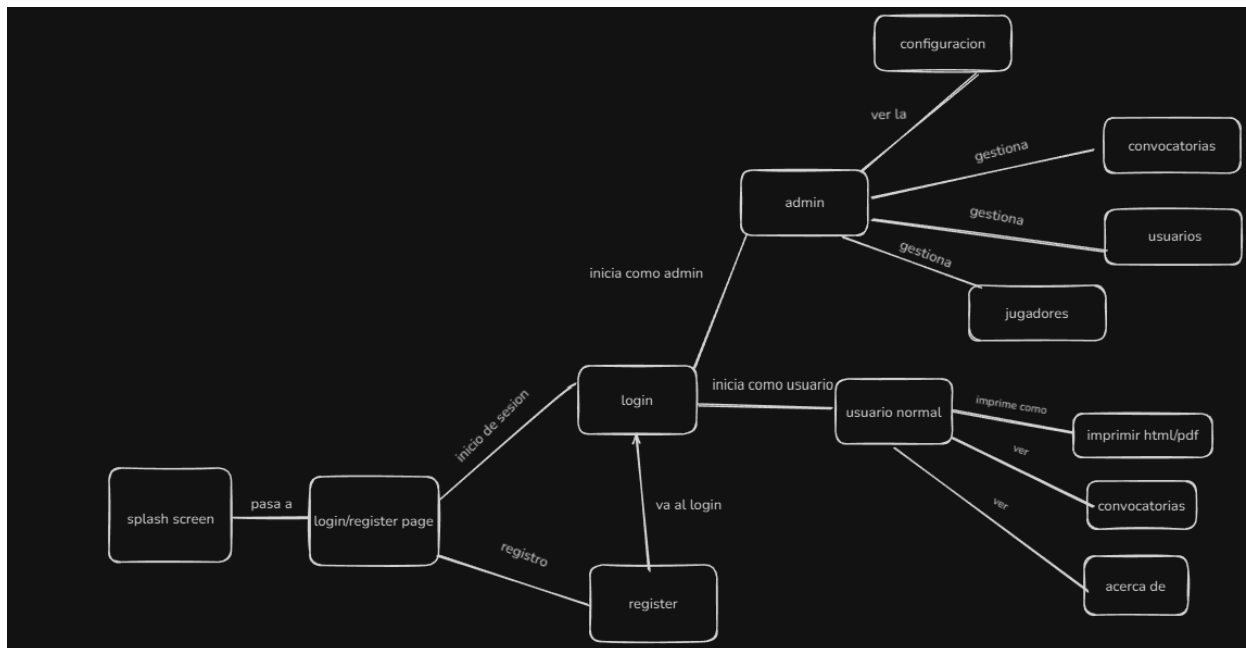 configuracion
ver la
gestiona
convocatorias
admin
gestiona
usuarios
gestiona
inicia como admin
jugadores
inicio de sesion
login
inicia como usuario
usuario normal
imprime como
imprimir html/pdf
ver
convocatorias
ver
acerca de
splash screen
pasa a
login/register page
va al login
registro
register